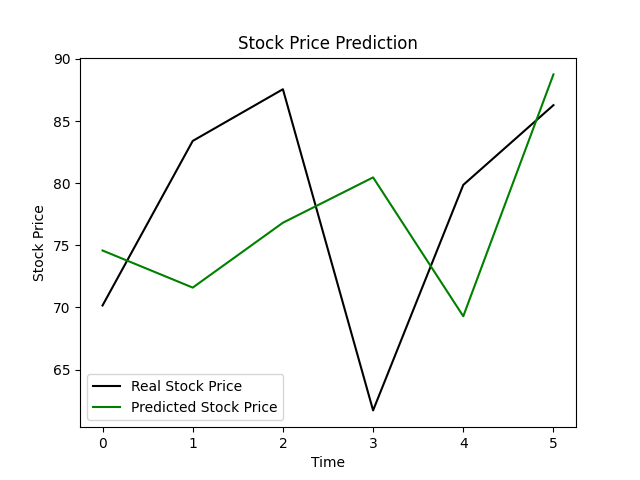 Stock Price Prediction
90
85
80
75
70
65
Stock Price
Real Stock Price
Predicted Stock Price
0 1 2 3 4 5
Time